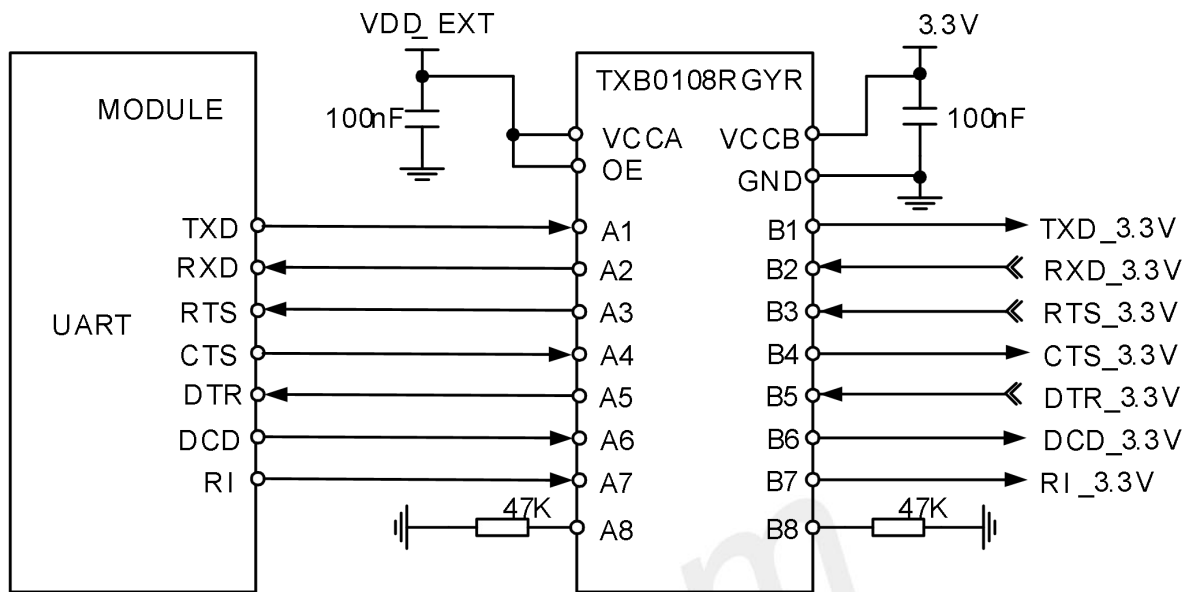 VDD_EXT
3.3V
MODULE
100nF
TXB0108RGYR
100nF
VCCA
VCCB
OE
GND
TXD
A1
B1
TXD_3.3V
RXD
A2
B2
RXD_3.3V
UART
RTS
A3
B3
RTS_3.3V
CTS
A4
B4
CTS_3.3V
DTR
A5
B5
DTR_3.3V
DCD
A6
B6
DCD_3.3V
RI
A7
B7
RI_3.3V
47K
A8
B8
47K